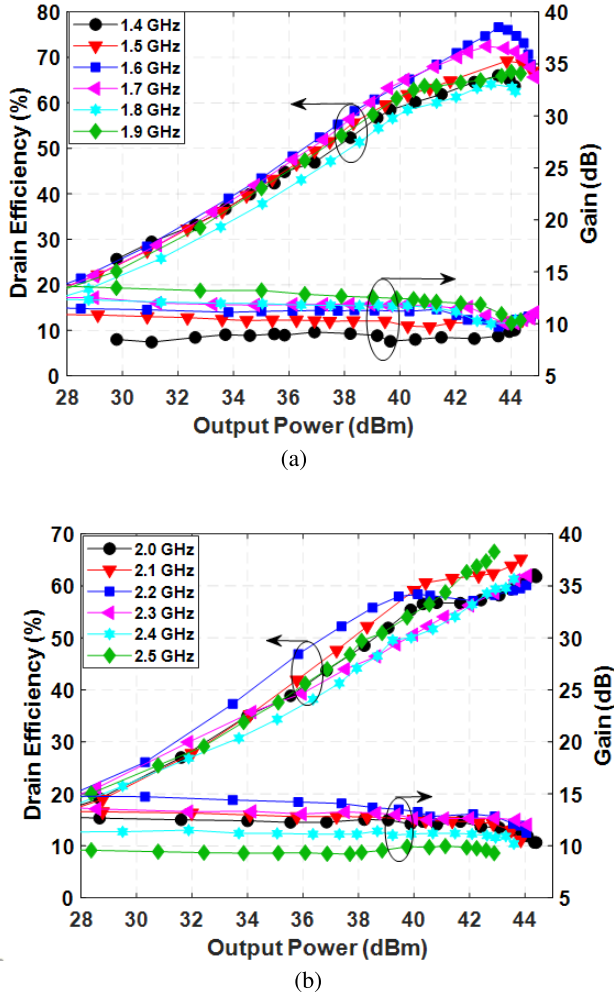 80
70
60
50
40
30
20
10
0
Drain Efficiency (%)
1.4 GHz
1.5 GHz
1.6 GHz
1.7 GHz
1.8 GHz
1.9 GHz
40
35
30
25
20
15
10
5
Gain (dB)
28 30 32 34 36 38 40 42 44
Output Power (dBm)
(a)
70
60
50
40
30
20
10
0
Drain Efficiency (%)
2.0 GHz
2.1 GHz
2.2 GHz
2.3 GHz
2.4 GHz
2.5 GHz
40
35
30
25
20
15
10
5
Gain (dB)
28 30 32 34 36 38 40 42 44
Output Power (dBm)
(b)